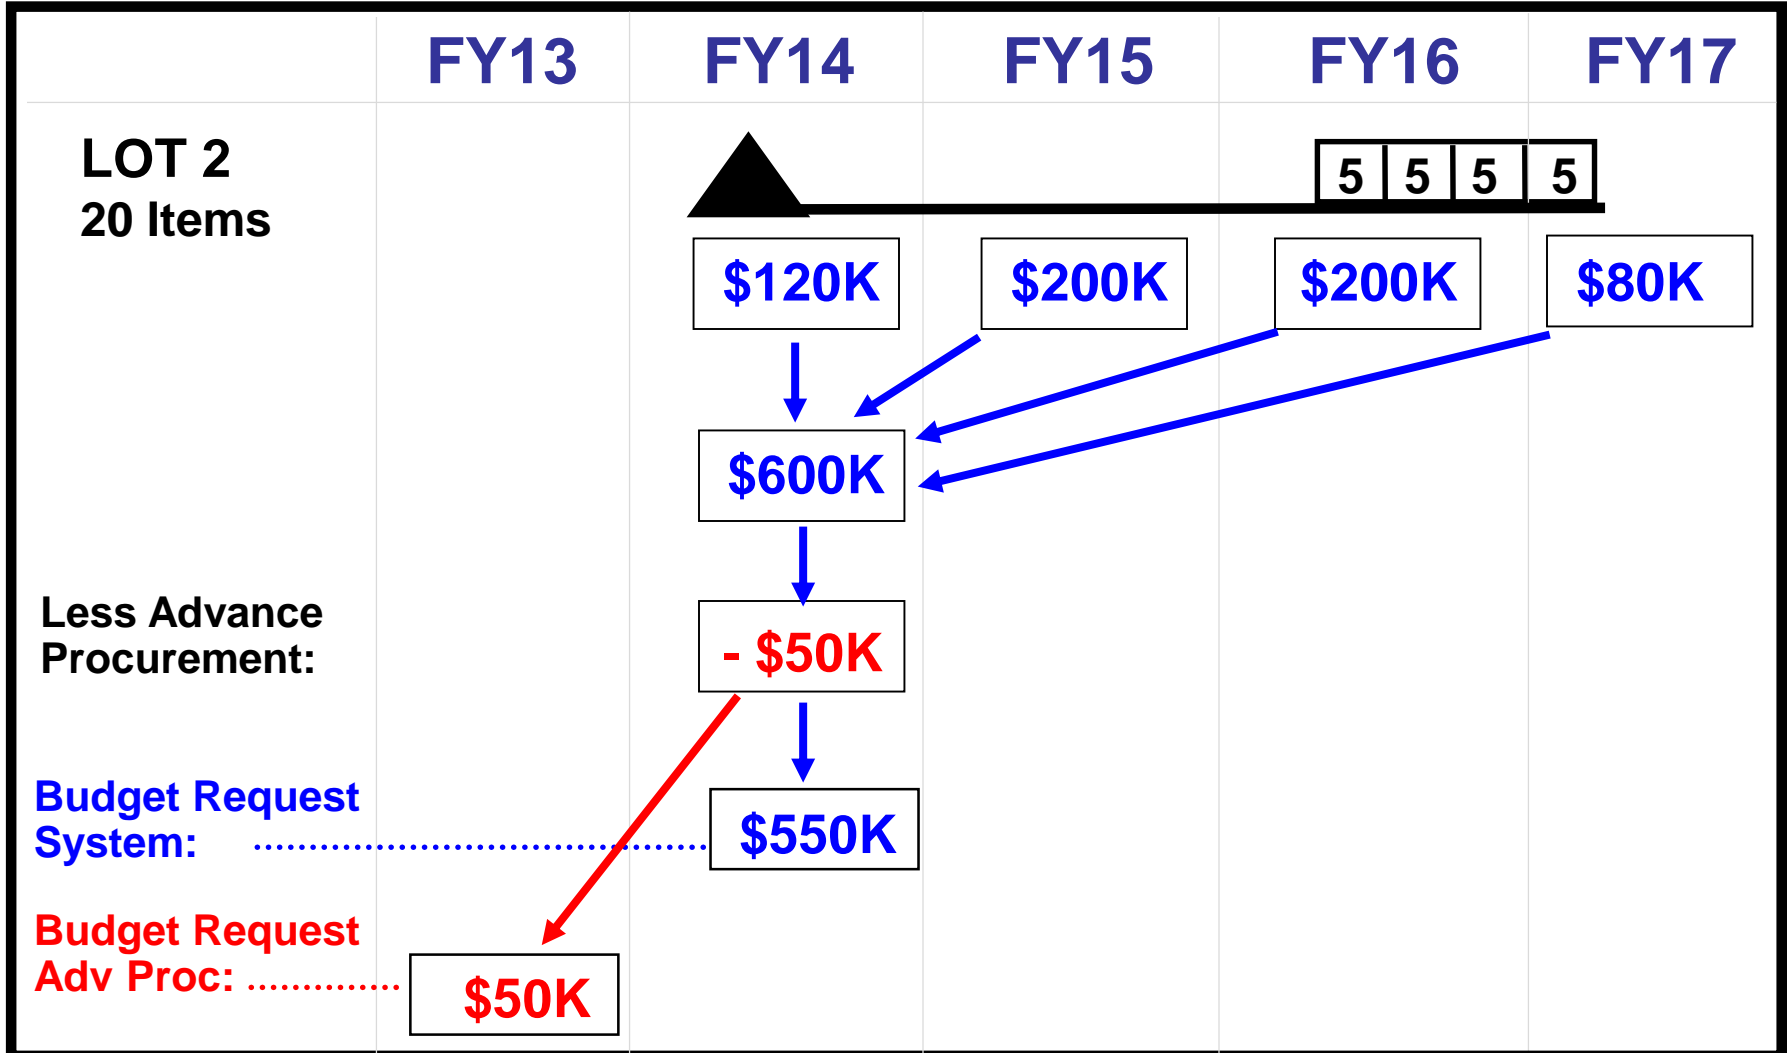 FY13 FY14 FY15 FY16 FY17
LOT 2
20 Items
5 5 5 5
$120K $200K $200K $80K
$600K
Less Advance
Procurement:
- $50K
Budget Request
System: ........................................
$550K
Budget Request
Adv Proc: ..............
$50K